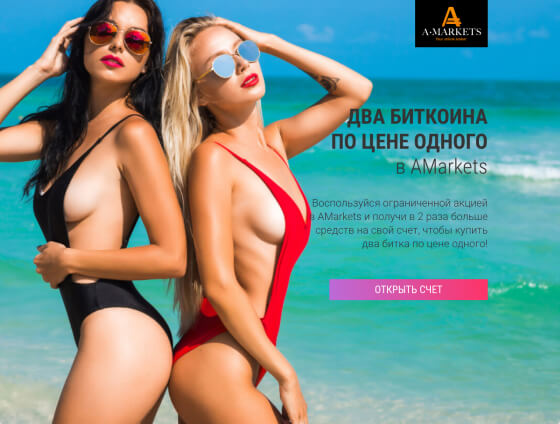 A-MARKETS
ДВА БИТКОИНА
ПО ЦЕНЕ ОДНОГО
в AMarkets
Воспользуйся ограниченной акцией
в AMarkets и получи в 2 раза больше
средств на свой счет, чтобы купить
два битка по цене одного!
ОТКРЫТЬ СЧЕТ